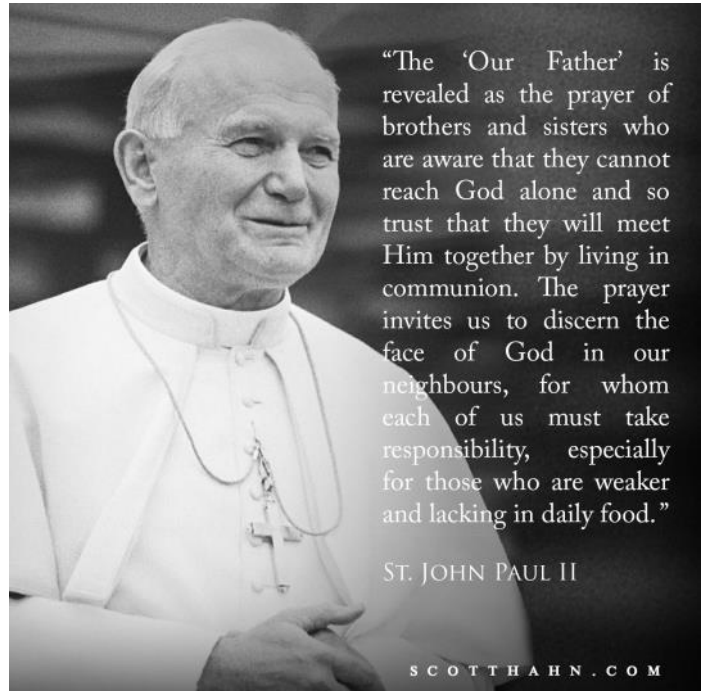 “The ‘Our Father’ is
revealed as the prayer of
brothers and sisters who
are aware that they cannot
reach God alone and so
trust that they will meet
Him together by living in
communion. The prayer
invites us to discern the
face of God in our
neighbours, for whom
each of us must take
responsibility, especially
for those who are weaker
and lacking in daily food.”
St. John Paul II
SCOTTHAHN.COM